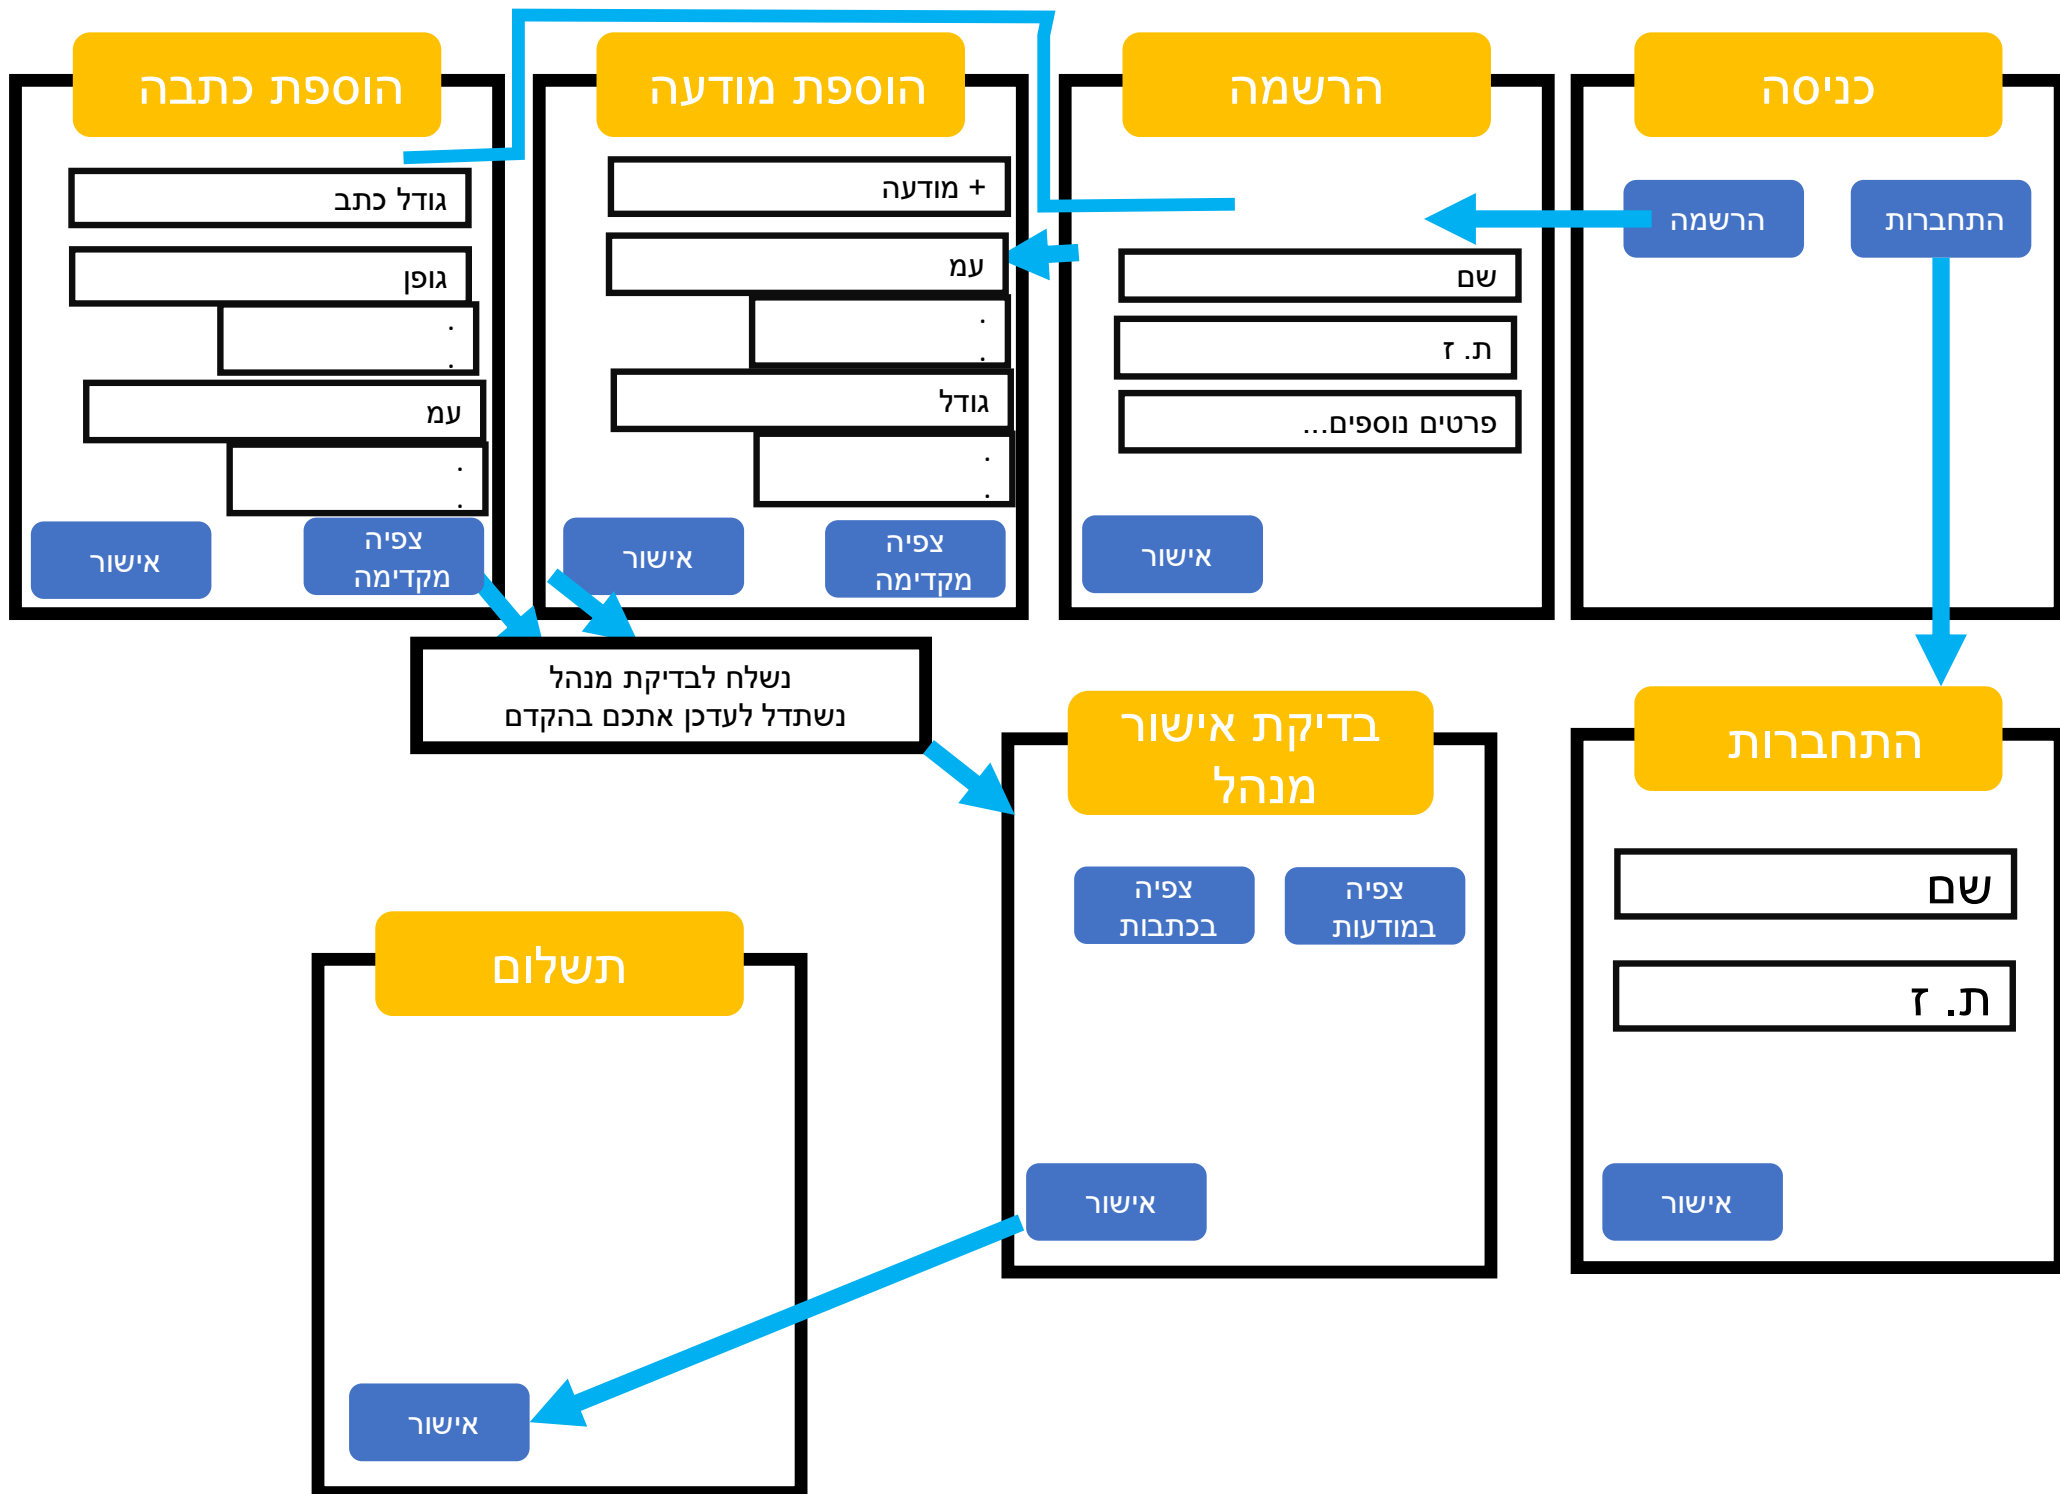 כניסה
התחברות
הרשמה
הרשמה
שם
ת. ז
פרטים נוספים...
אישור
הוספת מודעה
+ מודעה
עמ
.
.
גודל
.
.
צפיה
מקדימה
אישור
הוספת כתבה
גודל כתב
גופן
.
.
עמ
.
.
צפיה
מקדימה
אישור
נשלח לבדיקת מנהל
נשתדל לעדכן אתכם בהקדם
התחברות
שם
ת. ז
אישור
בדיקת אישור
מנהל
צפיה
במודעות
צפיה
בכתבות
אישור
תשלום
אישור